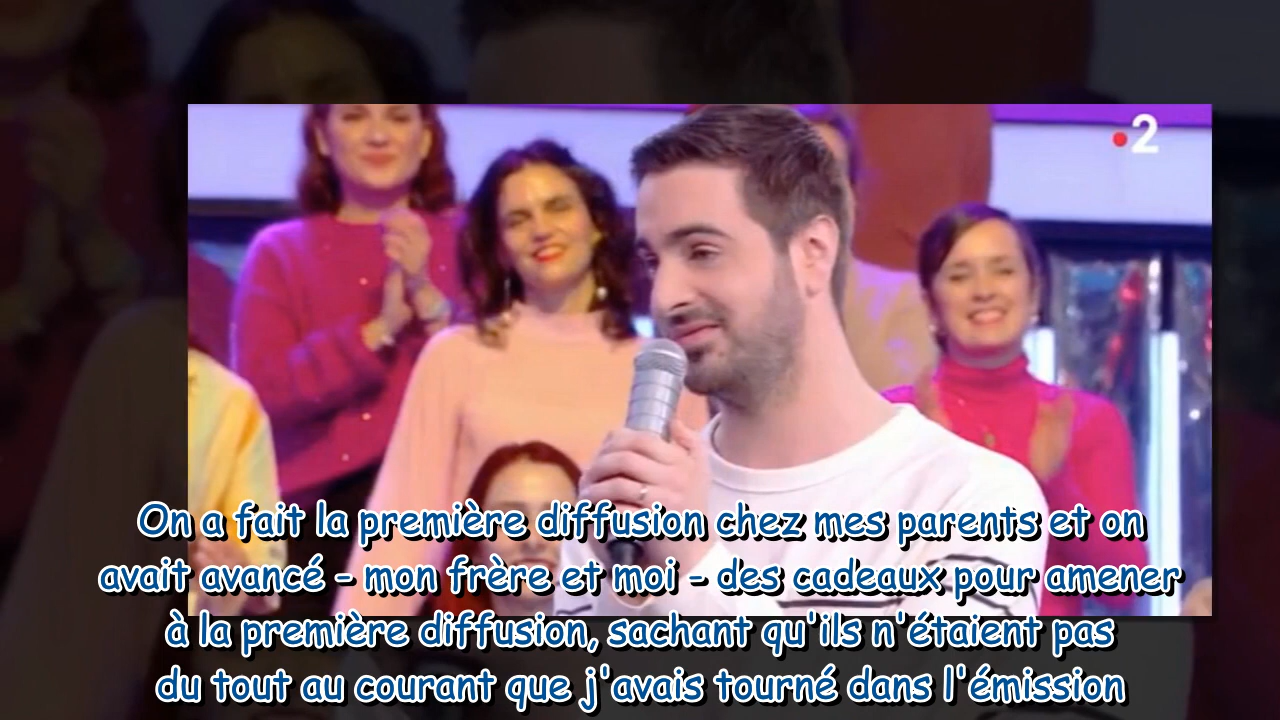 2
On a fait la première diffusion chez mes parents et on
avait avancé - mon frère et moi - des cadeaux pour amener
à la première diffusion, sachant qu'ils n'étaient pas
du tout au courant que j'avais tourné dans l'émission